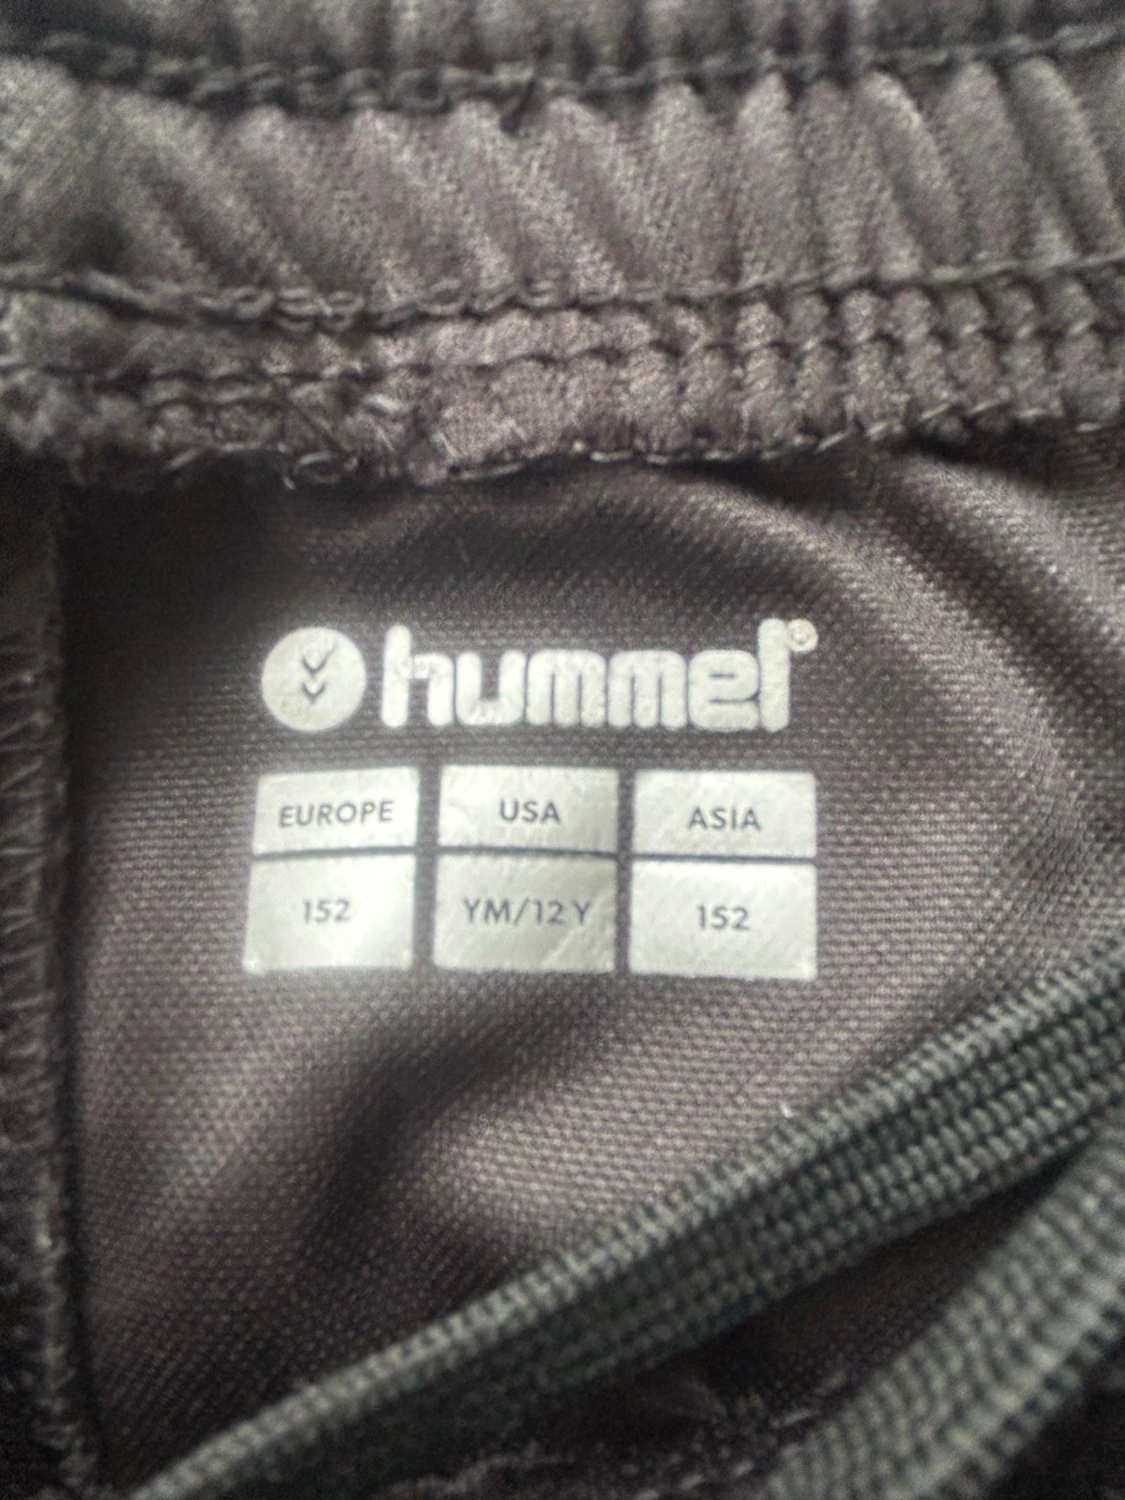 hummel®
EUROPE USA ASIA
152 YM/12 Y 152